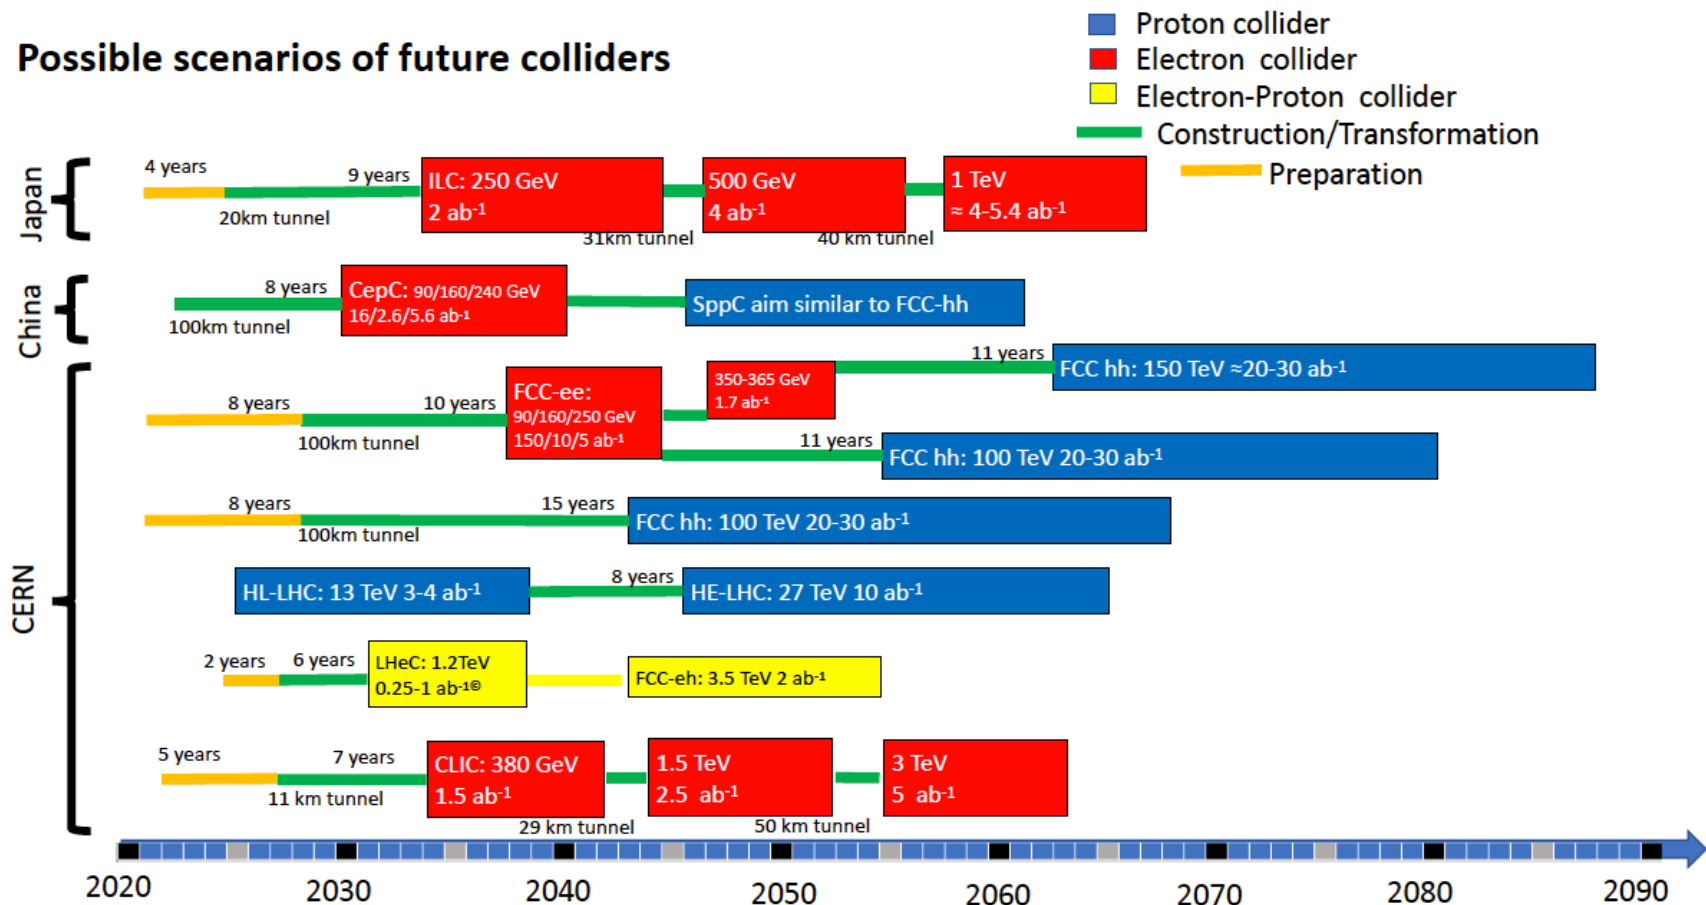 Possible scenarios of future colliders
Proton collider
Electron collider
Electron-Proton collider
Construction/Transformation
Preparation
Japan
4 years
9 years
20km tunnel
ILC: 250 GeV
2 ab⁻¹
31km tunnel
500 GeV
4 ab⁻¹
40 km tunnel
1 TeV
≈ 4-5.4 ab⁻¹
China
8 years
100km tunnel
CepC: 90/160/240 GeV
16/2.6/5.6 ab⁻¹
SppC aim similar to FCC-hh
CERN
8 years
10 years
100km tunnel
FCC-ee:
90/160/250 GeV
150/10/5 ab⁻¹
350-365 GeV
1.7 ab⁻¹
11 years
FCC hh: 150 TeV ≈20-30 ab⁻¹
11 years
FCC hh: 100 TeV 20-30 ab⁻¹
8 years
15 years
100km tunnel
FCC hh: 100 TeV 20-30 ab⁻¹
HL-LHC: 13 TeV 3-4 ab⁻¹
8 years
HE-LHC: 27 TeV 10 ab⁻¹
2 years
6 years
LHeC: 1.2TeV
0.25-1 ab⁻¹©
FCC-eh: 3.5 TeV 2 ab⁻¹
5 years
7 years
11 km tunnel
CLIC: 380 GeV
1.5 ab⁻¹
29 km tunnel
1.5 TeV
2.5 ab⁻¹
50 km tunnel
3 TeV
5 ab⁻¹
2020 2030 2040 2050 2060 2070 2080 2090